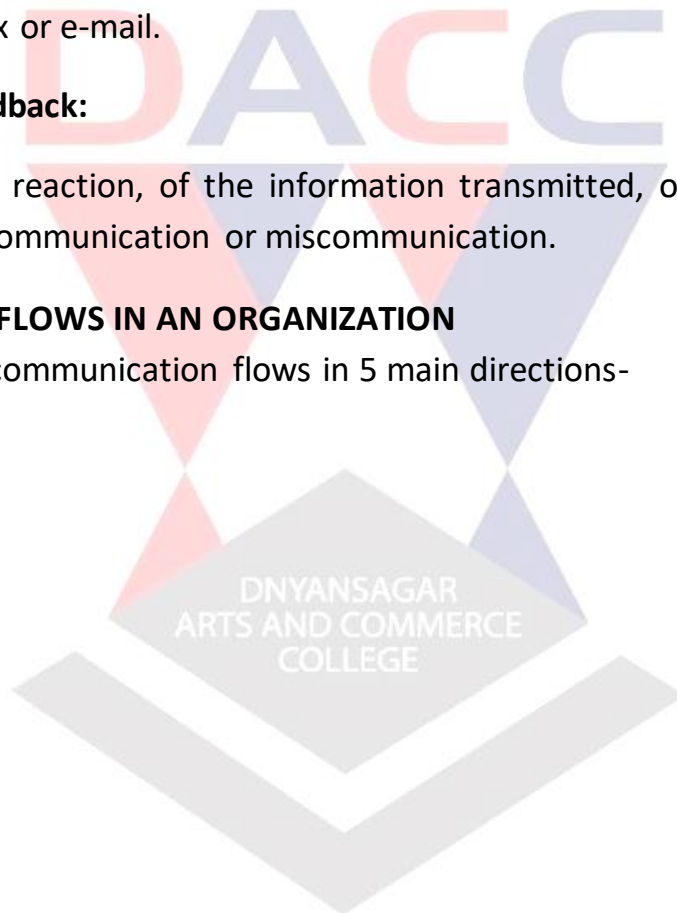 x or e-mail.
DACC
dback:
reaction, of the information transmitted, o
ommunication or miscommunication.
FLOWS IN AN ORGANIZATION
communication flows in 5 main directions-
DNYANSAGAR
ARTS AND COMMERCE
COLLEGE